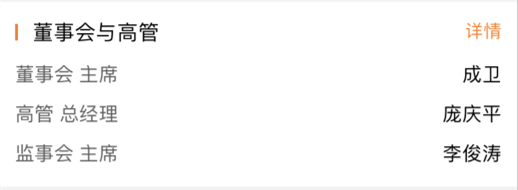 董事会与高管 详情
董事会 主席 成卫
高管 总经理 庞庆平
监事会 主席 李俊涛